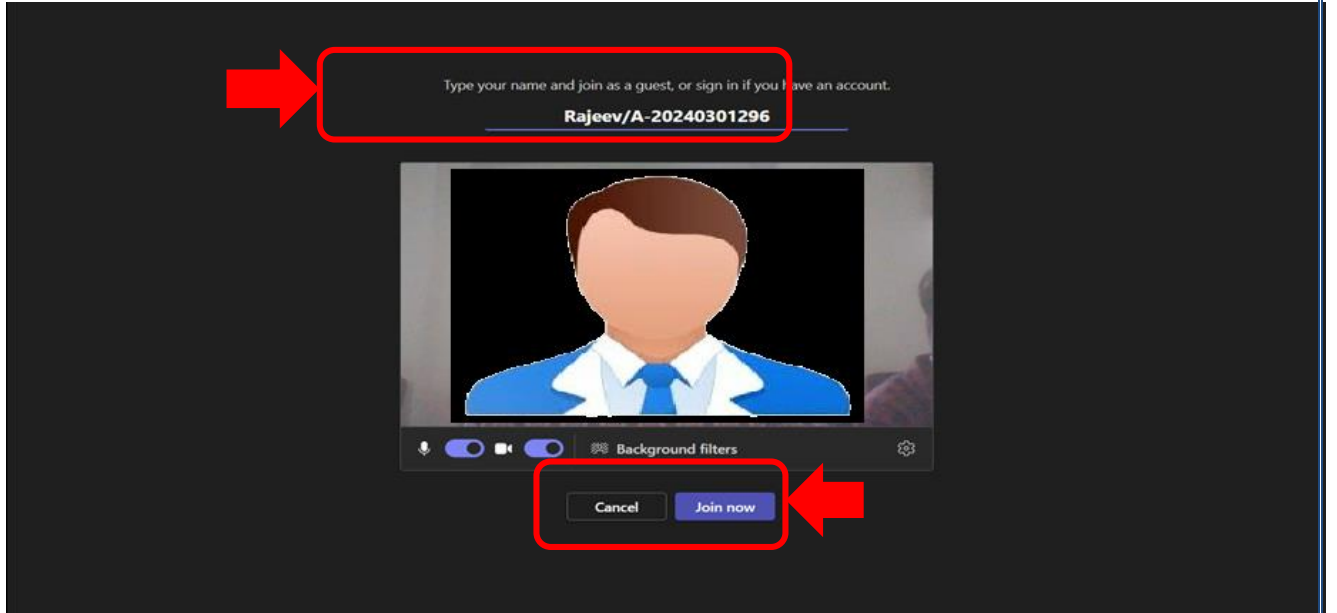 Type your name and join as a guest, or sign in if you have an account.
Rajeev/A-20240301296
Background filters
Cancel Join now